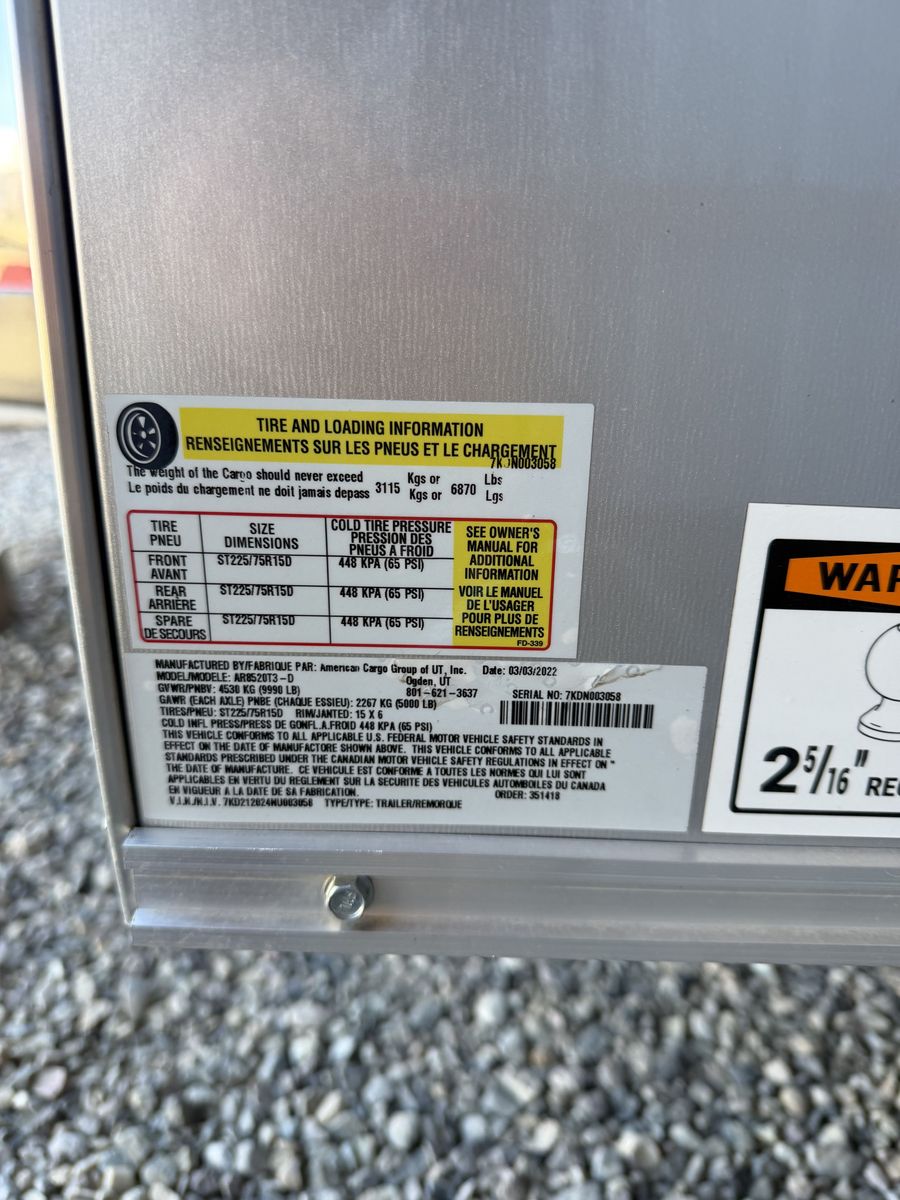 TIRE AND LOADING INFORMATION
RENSEIGNEMENTS SUR LES PNEUS ET LE CHARGEMENT
7KDN003058
The weight of the Cargo should never exceed 3115 Kgs or 6870 Lbs
Le poids du chargement ne doit jamais depass Kgs or Lgs
TIRE
PNEU
SIZE
DIMENSIONS
COLD TIRE PRESSURE
PRESSION DES
PNEUS A FROID
SEE OWNER'S
MANUAL FOR
ADDITIONAL
INFORMATION
VOIR LE MANUEL
DE L'USAGER
POUR PLUS DE
RENSEIGNEMENTS
FD-339
FRONT
AVANT
ST225/75R15D
448 KPA (65 PSI)
REAR
ARRIÈRE
ST225/75R15D
448 KPA (65 PSI)
SPARE
DE SECOURS
ST225/75R15D
448 KPA (65 PSI)
MANUFACTURED BY/FABRIQUE PAR: American Cargo Group of UT, Inc. Date: 03/03/2022
MODEL/MODELE: AR8520T3-D Ogden, UT
GVWR/PNBV: 4530 KG (9990 LB) 801-621-3637 SERIAL NO: 7KDN003058
GAWR (EACH AXLE) PNBE (CHAQUE ESSIEU): 2267 KG (5000 LB)
TIRES/PNEU: ST225/75R15D RIM/JANTED: 15 X 6
COLD INFL PRESS/PRESS DE GONFL.A.FROID 448 KPA (65 PSI)
THIS VEHICLE CONFORMS TO ALL APPLICABLE U.S. FEDERAL MOTOR VEHICLE SAFETY STANDARDS IN
EFFECT ON THE DATE OF MANUFACTORE SHOWN ABOVE. THIS VEHICLE CONFORMS TO ALL APPLICABLE
STANDARDS PRESCRIBED UNDER THE CANADIAN MOTOR VEHICLE SAFETY REGULATIONS IN EFFECT ON "
THE DATE OF MANUFACTURE. CE VEHICULE EST CONFORME A TOUTES LES NORMES QUI LUI SONT
APPLICABLES EN VERTU DU REGLEMENT SUR LA SECURITE DES VEHICULES AUTOMBOILES DU CANADA
EN VIGUEUR A LA DATE DE SA FABRICATION. ORDER: 351418
V.I.N./N.I.V. 7KD212024NU003058 TYPE/TYPE: TRAILER/REMORQUE
WAR
2 5/16" REQ